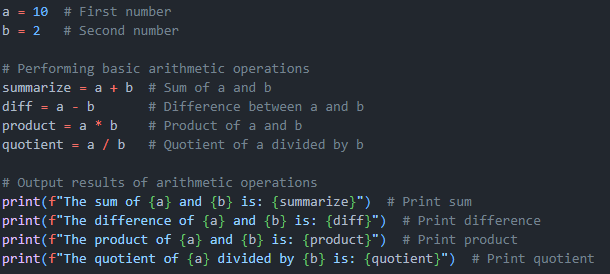 a = 10  # First number
b = 2   # Second number

# Performing basic arithmetic operations
summarize = a + b  # Sum of a and b
diff = a - b       # Difference between a and b
product = a * b    # Product of a and b
quotient = a / b   # Quotient of a divided by b

# Output results of arithmetic operations
print(f"The sum of {a} and {b} is: {summarize}")  # Print sum
print(f"The difference of {a} and {b} is: {diff}")  # Print difference
print(f"The product of {a} and {b} is: {product}")  # Print product
print(f"The quotient of {a} divided by {b} is: {quotient}")  # Print quotient